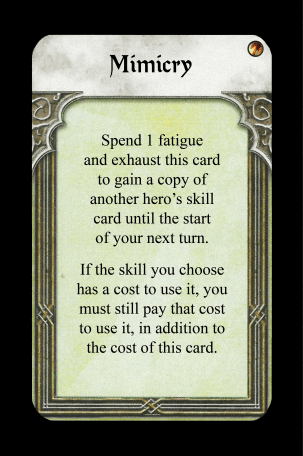 Mimicry
Spend 1 fatigue
and exhaust this card
to gain a copy of
another hero’s skill
card until the start
of your next turn.
If the skill you choose
has a cost to use it, you
must still pay that cost
to use it, in addition to
the cost of this card.